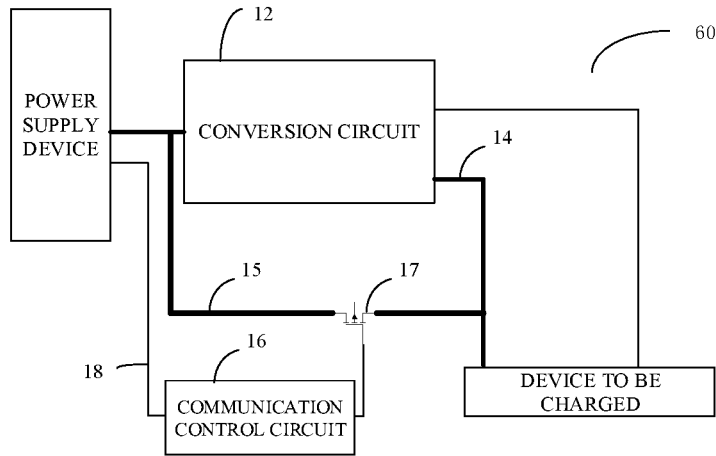 12
60
POWER
SUPPLY
DEVICE
CONVERSION CIRCUIT
14
15
17
16
18
COMMUNICATION
CONTROL CIRCUIT
DEVICE TO BE
CHARGED